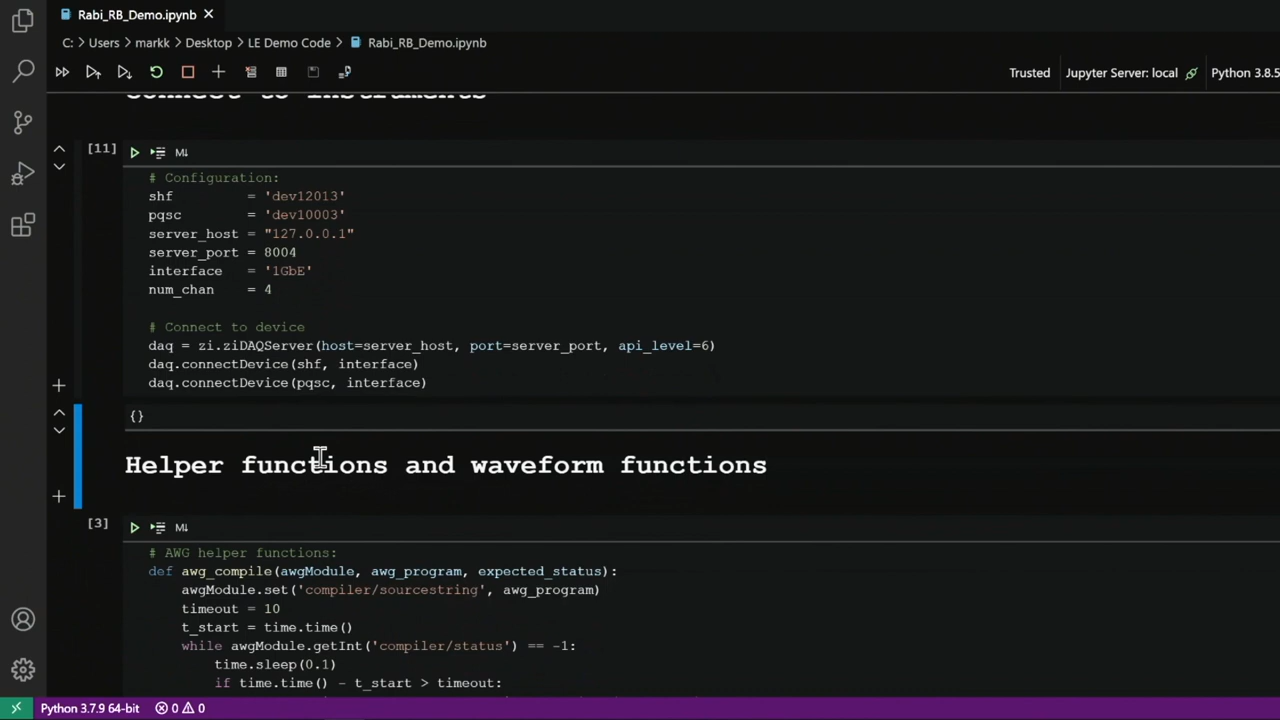 Rabi_RB_Demo.ipynb
C: > Users > markk > Desktop > LE Demo Code > Rabi_RB_Demo.ipynb
Trusted Jupyter Server: local Python 3.8.5
Connect to instruments
[11]
M↓
# Configuration:
shf = 'dev12013'
pqsc = 'dev10003'
server_host = "127.0.0.1"
server_port = 8004
interface = '1GbE'
num_chan = 4
# Connect to device
daq = zi.ziDAQServer(host=server_host, port=server_port, api_level=6)
daq.connectDevice(shf, interface)
daq.connectDevice(pqsc, interface)
{}
Helper functions and waveform functions
[3]
M↓
# AWG helper functions:
def awg_compile(awgModule, awg_program, expected_status):
awgModule.set('compiler/sourcestring', awg_program)
timeout = 10
t_start = time.time()
while awgModule.getInt('compiler/status') == -1:
time.sleep(0.1)
if time.time() - t_start > timeout:
Python 3.7.9 64-bit 0 0